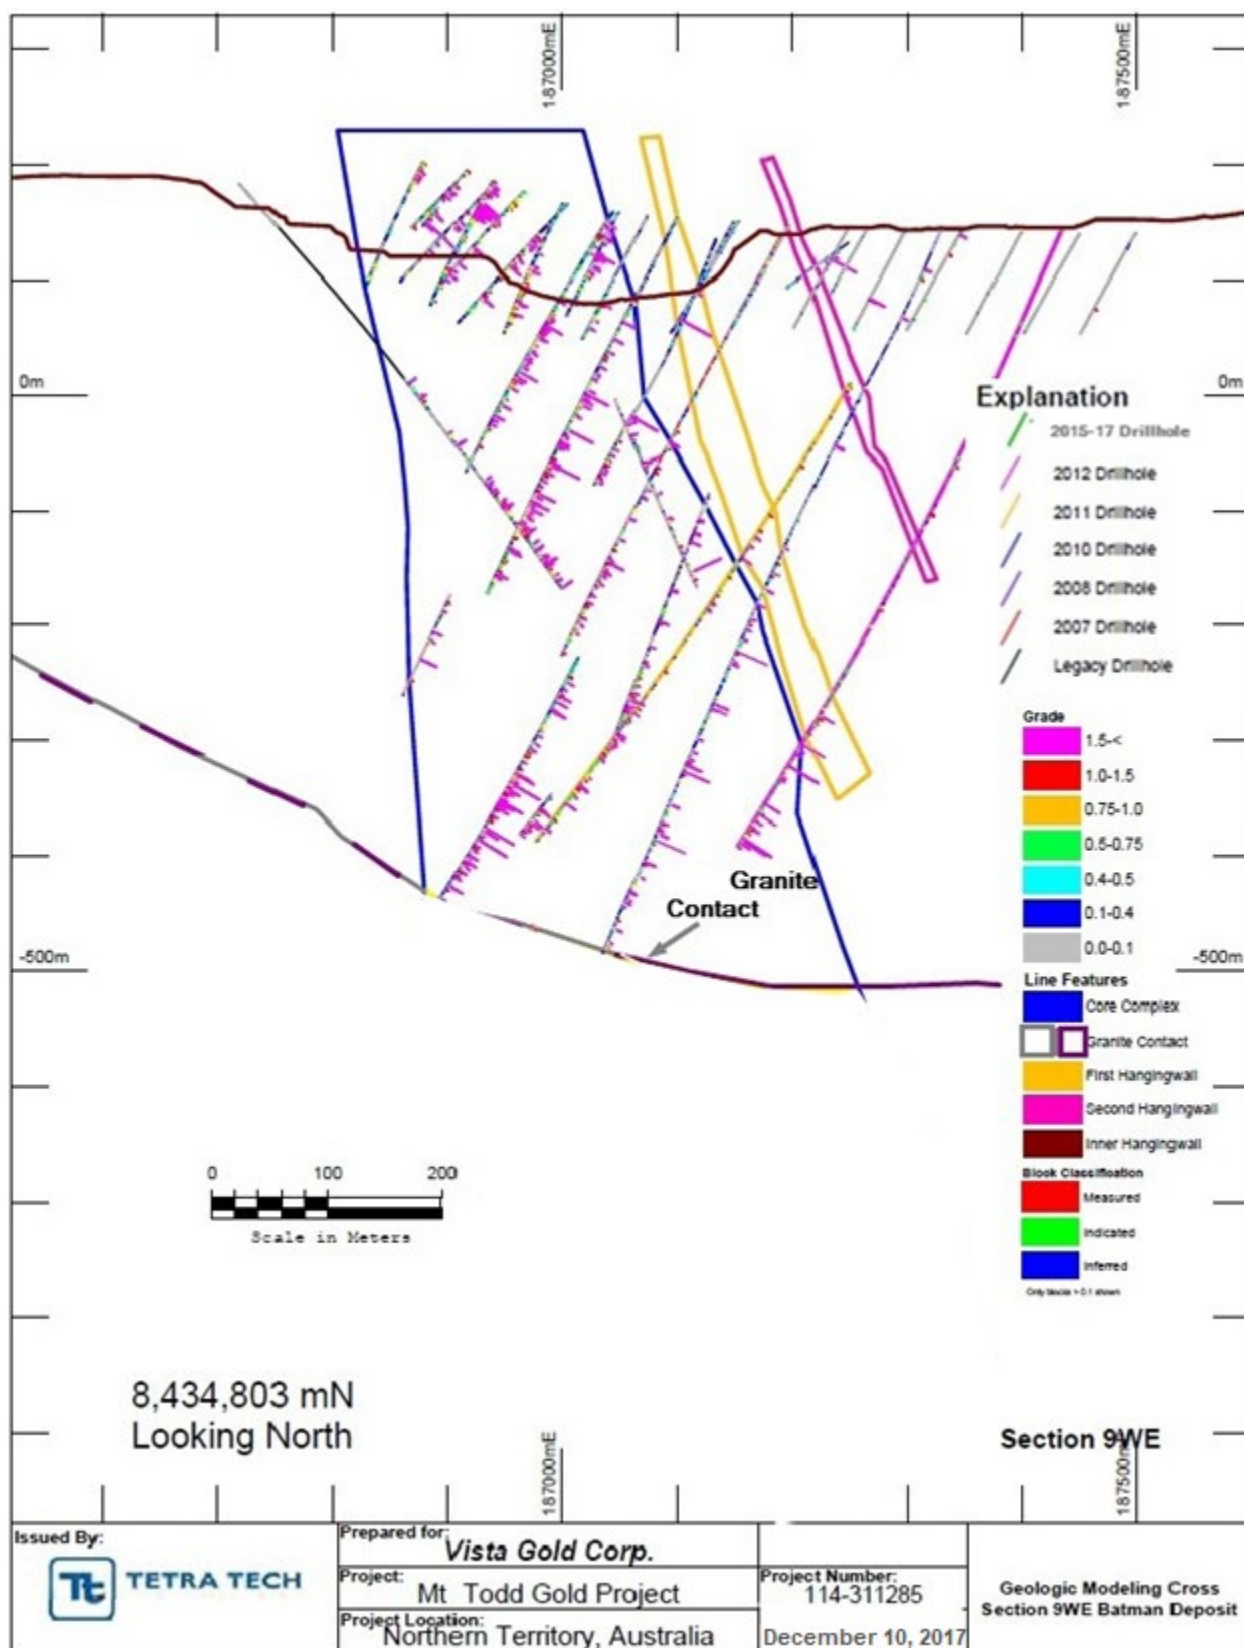 187000mE
187500mE
0m
0m
Explanation
2015-17 Drillhole
2012 Drillhole
2011 Drillhole
2010 Drillhole
2008 Drillhole
2007 Drillhole
Legacy Drillhole
Grade
1.5-<
1.0-1.5
0.75-1.0
0.5-0.75
0.4-0.5
0.1-0.4
0.0-0.1
Granite
Contact
-500m
-500m
Line Features
Core Complex
Granite Contact
First Hangingwall
Second Hangingwall
Inner Hangingwall
Block Classification
Measured
Indicated
Inferred
Only blocks > 0.1 shown
0 100 200
Scale in Meters
8,434,803 mN
Looking North
187000mE
Section 9WE
187500mE
Issued By:
Tt TETRA TECH
Prepared for:
Vista Gold Corp.
Project:
Mt Todd Gold Project
Project Number:
114-311285
Project Location:
Northern Territory, Australia
December 10, 2017
Geologic Modeling Cross
Section 9WE Batman Deposit